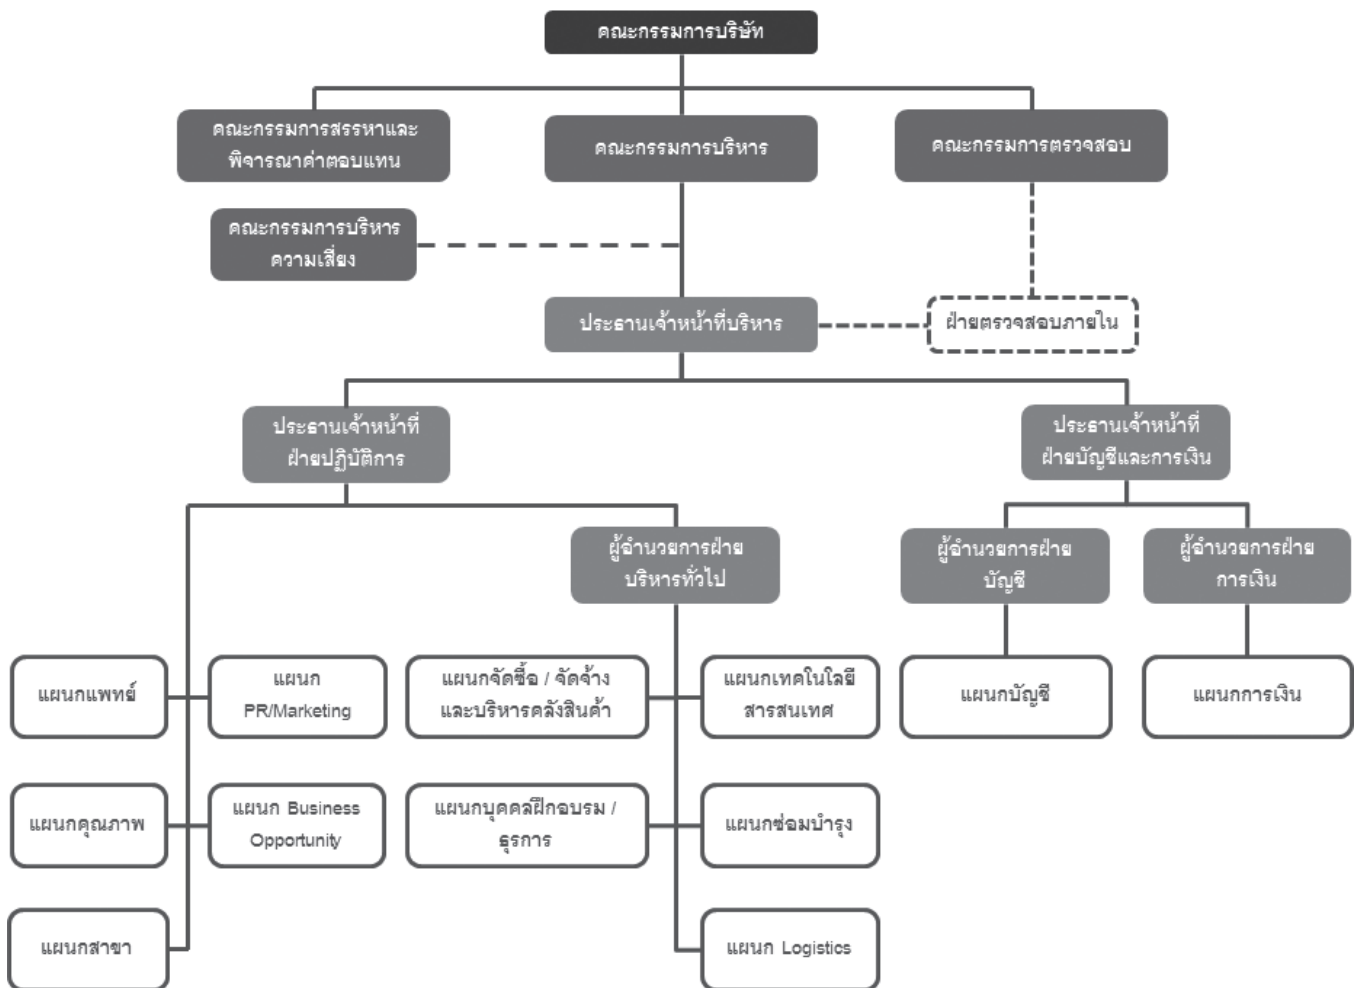 คณะกรรมการบริษัท
คณะกรรมการสรรหาและ
พิจารณาค่าตอบแทน
คณะกรรมการบริหาร
คณะกรรมการตรวจสอบ
คณะกรรมการบริหาร
ความเสี่ยง
ประธานเจ้าหน้าที่บริหาร
ฝ่ายตรวจสอบภายใน
ประธานเจ้าหน้าที่
ฝ่ายปฏิบัติการ
ประธานเจ้าหน้าที่
ฝ่ายบัญชีและการเงิน
ผู้อำนวยการฝ่าย
บริหารทั่วไป
ผู้อำนวยการฝ่าย
บัญชี
ผู้อำนวยการฝ่าย
การเงิน
แผนกแพทย์
แผนก
PR/Marketing
แผนกจัดซื้อ / จัดจ้าง
และบริหารคลังสินค้า
แผนกเทคโนโลยี
สารสนเทศ
แผนกบัญชี
แผนกการเงิน
แผนกคุณภาพ
แผนก Business
Opportunity
แผนกบุคคลฝึกอบรม /
ธุรการ
แผนกซ่อมบำรุง
แผนกสาขา
แผนก Logistics